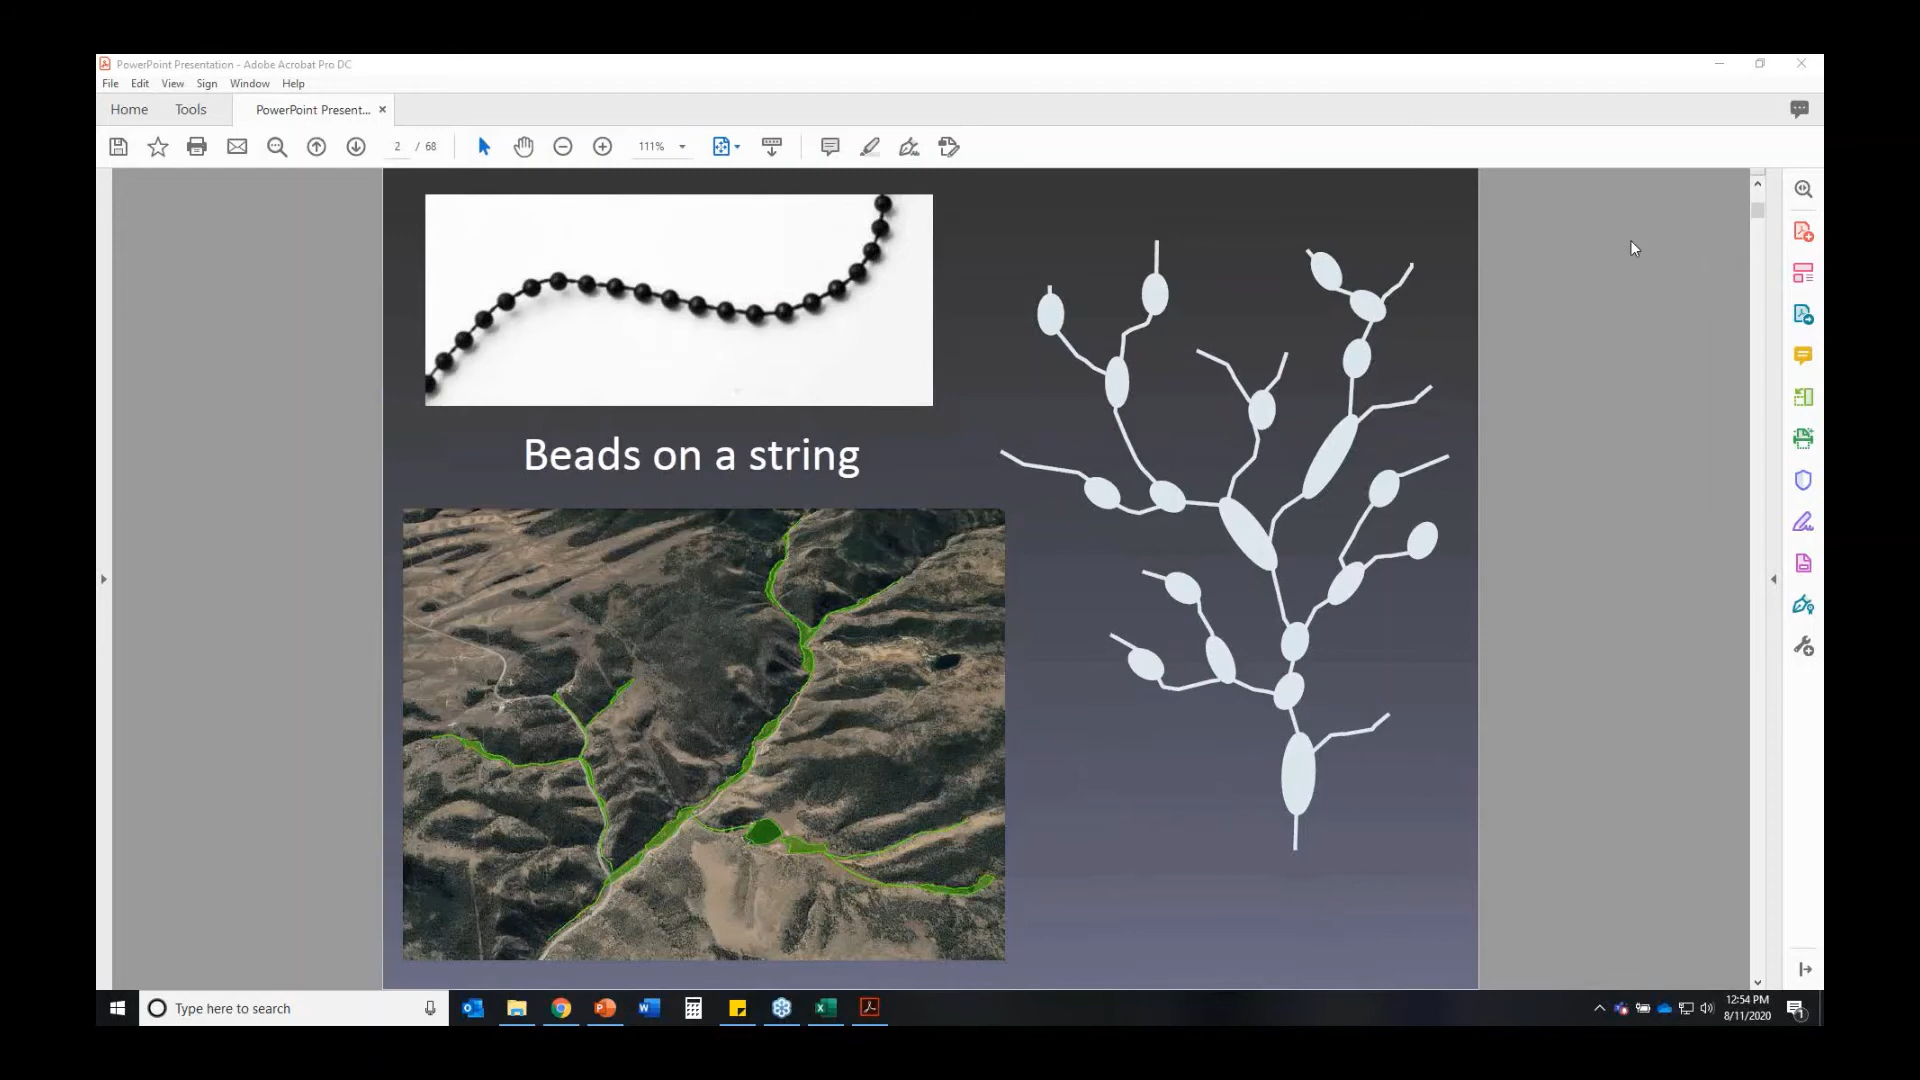 PowerPoint Presentation - Adobe Acrobat Pro DC
File Edit View Sign Window Help
Home Tools PowerPoint Present... ×
2 / 68 111%
Beads on a string
Type here to search
12:54 PM
8/11/2020
1